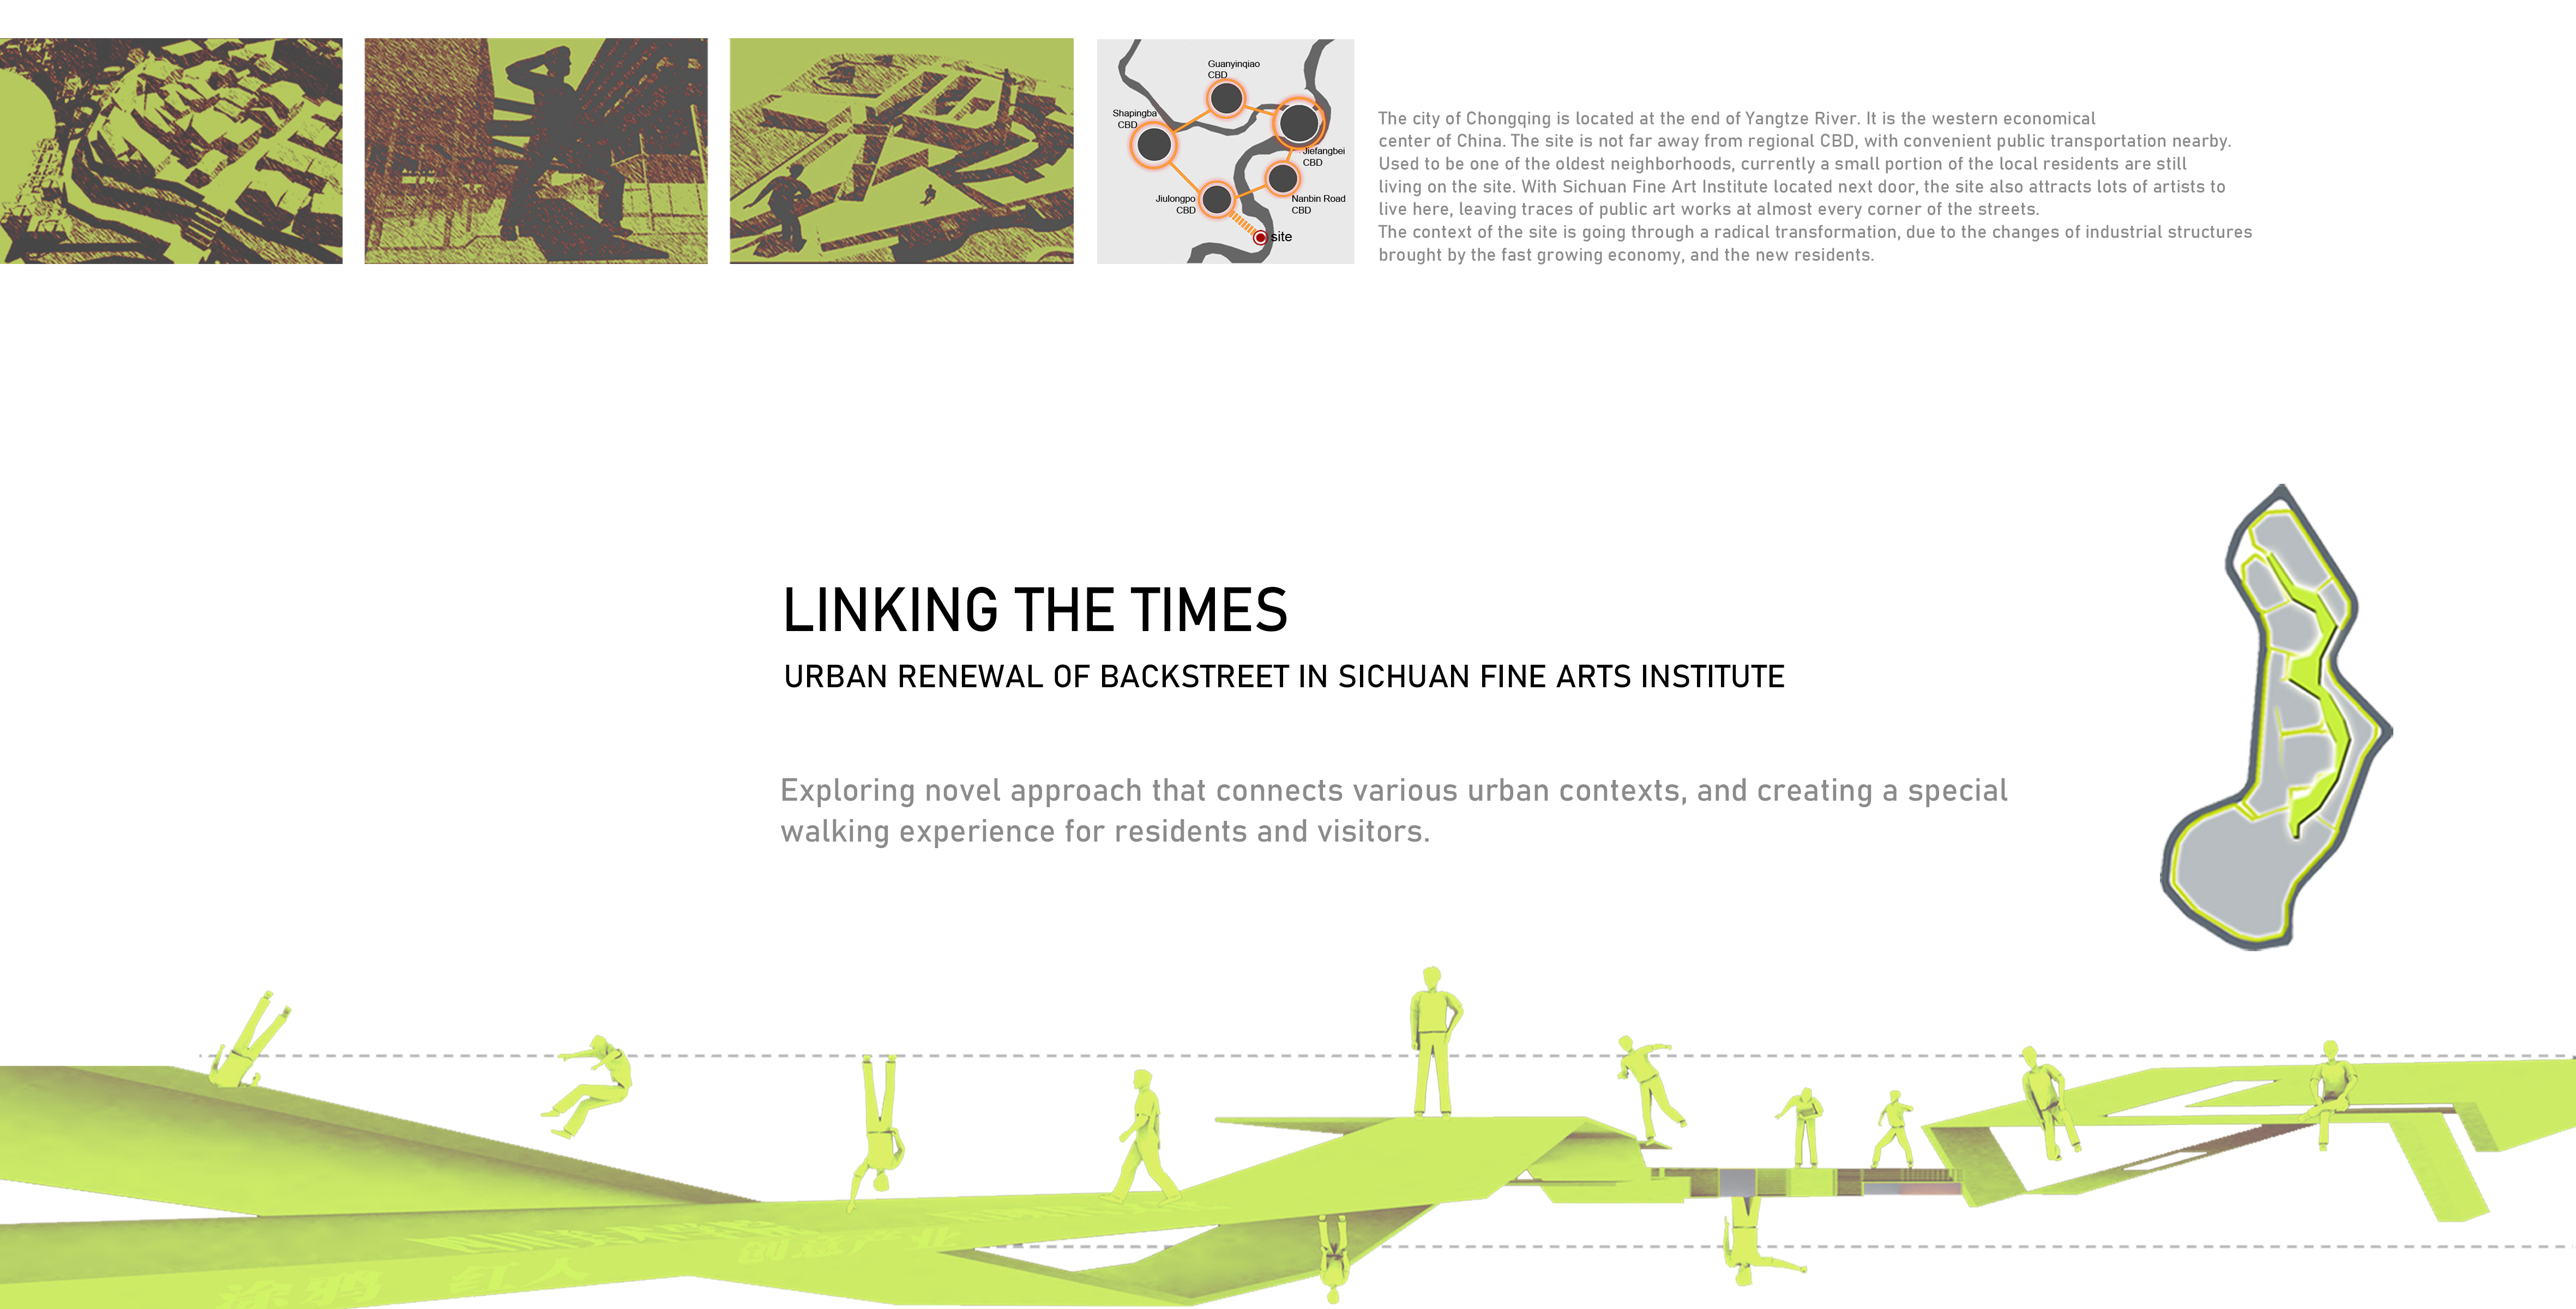 Guanyinqiao
CBD
Shapingba
CBD
Jiefangbei
CBD
Jiulongpo
CBD
Nanbin Road
CBD
site
The city of Chongqing is located at the end of Yangtze River. It is the western economical
center of China. The site is not far away from regional CBD, with convenient public transportation nearby.
Used to be one of the oldest neighborhoods, currently a small portion of the local residents are still
living on the site. With Sichuan Fine Art Institute located next door, the site also attracts lots of artists to
live here, leaving traces of public art works at almost every corner of the streets.
The context of the site is going through a radical transformation, due to the changes of industrial structures
brought by the fast growing economy, and the new residents.
LINKING THE TIMES
URBAN RENEWAL OF BACKSTREET IN SICHUAN FINE ARTS INSTITUTE
Exploring novel approach that connects various urban contexts, and creating a special
walking experience for residents and visitors.
创意产业
涂鸦 红人